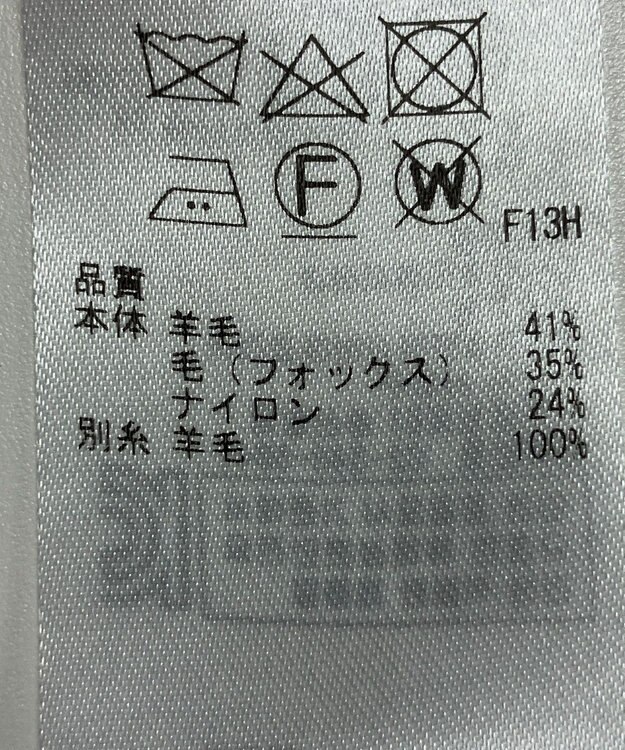 F W F13H
品質
本体 羊毛 41%
毛(フォックス) 35%
ナイロン 24%
別糸 羊毛 100%